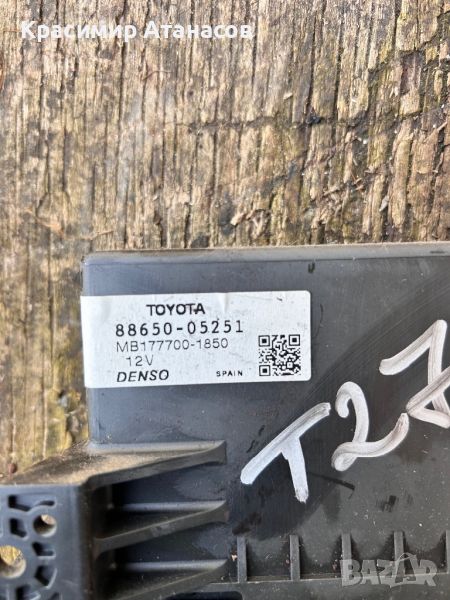 Красимир Атанасов
TOYOTA
88650-05251
MB177700-1850
12V
DENSO SPAIN
T27
BAZAR